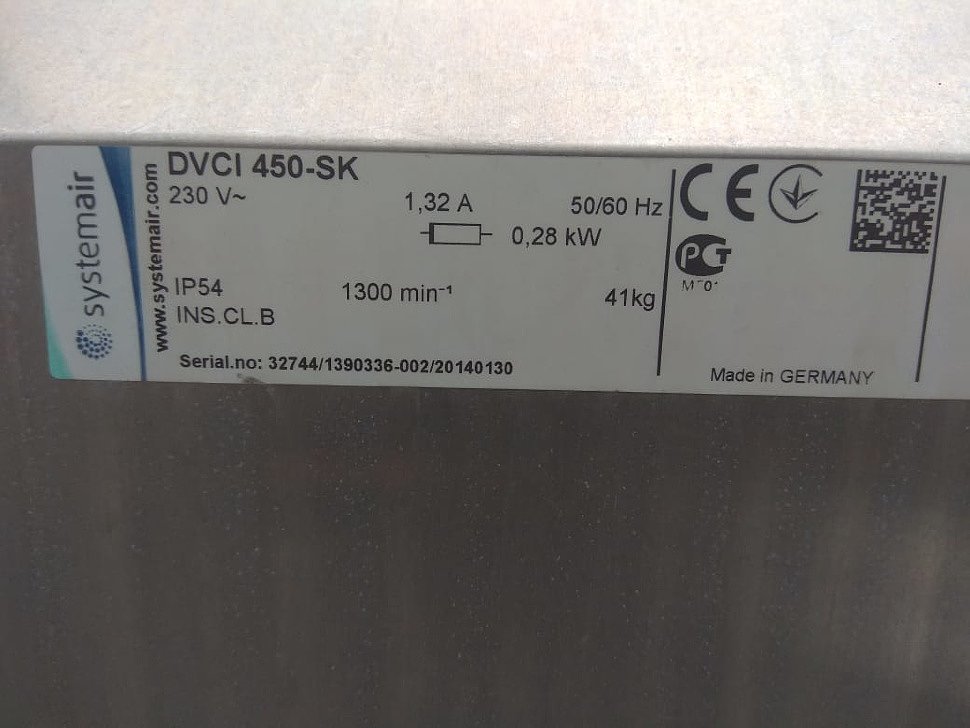 systemair
www.systemair.com
DVCI 450-SK
230 V~
1,32 A
50/60 Hz
0,28 kW
IP54
1300 min⁻¹
41kg
INS.CL.B
Serial.no: 32744/1390336-002/20140130
CE
РСТ
Made in GERMANY